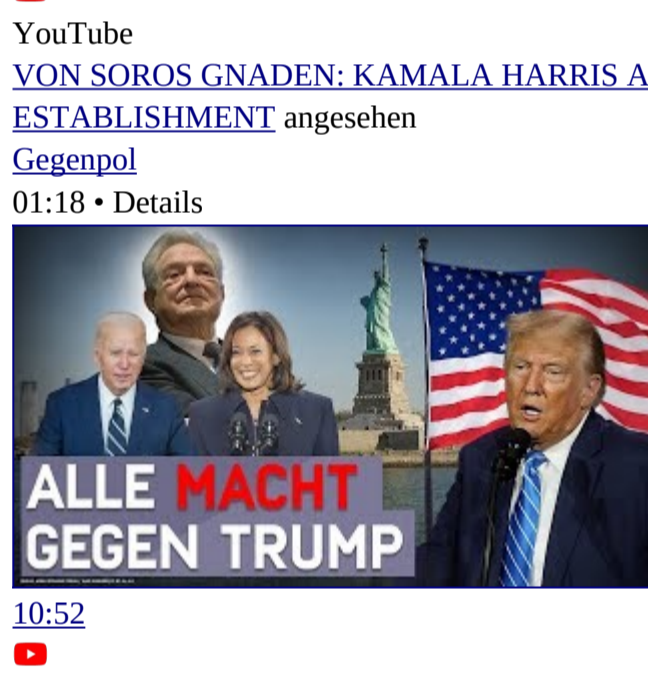 YouTube
VON SOROS GNADEN: KAMALA HARRIS A
ESTABLISHMENT angesehen
Gegenpol
01:18 • Details
ALLE MACHT
GEGEN TRUMP
10:52